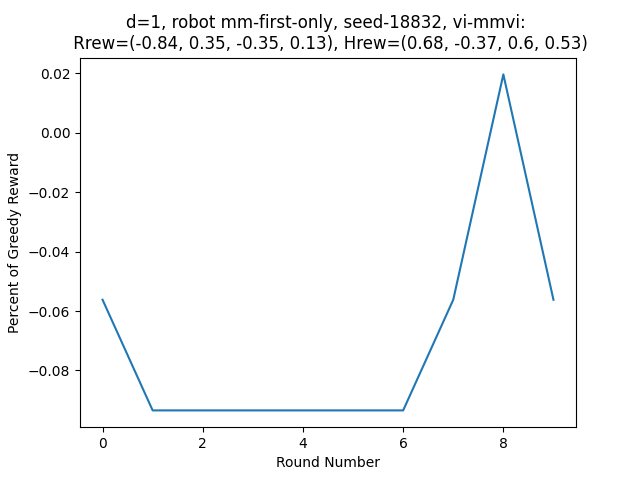 d=1, robot mm-first-only, seed-18832, vi-mmvi:
Rrew=(-0.84, 0.35, -0.35, 0.13), Hrew=(0.68, -0.37, 0.6, 0.53)
0.02
0.00
−0.02
−0.04
−0.06
−0.08
Percent of Greedy Reward
0 2 4 6 8
Round Number